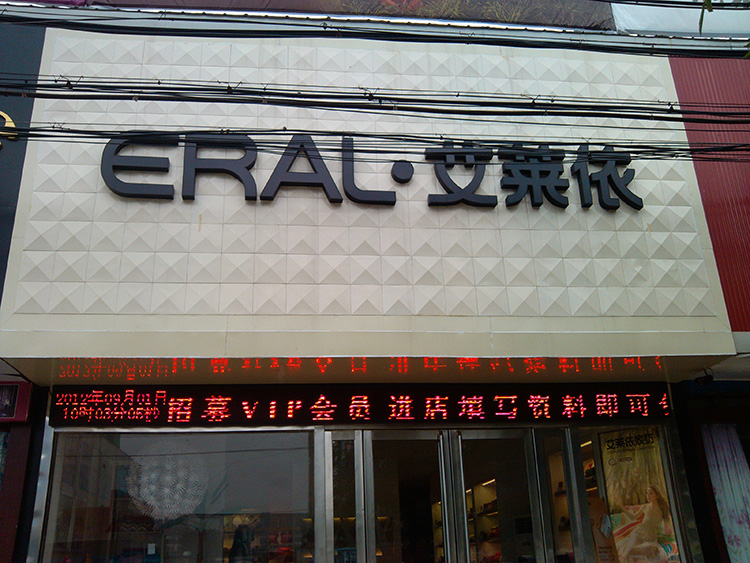 ERAL·艾莱依
2012年09月01日
10时03分05秒
招募VIP会员 进店填写资料即可
艾莱依家纺